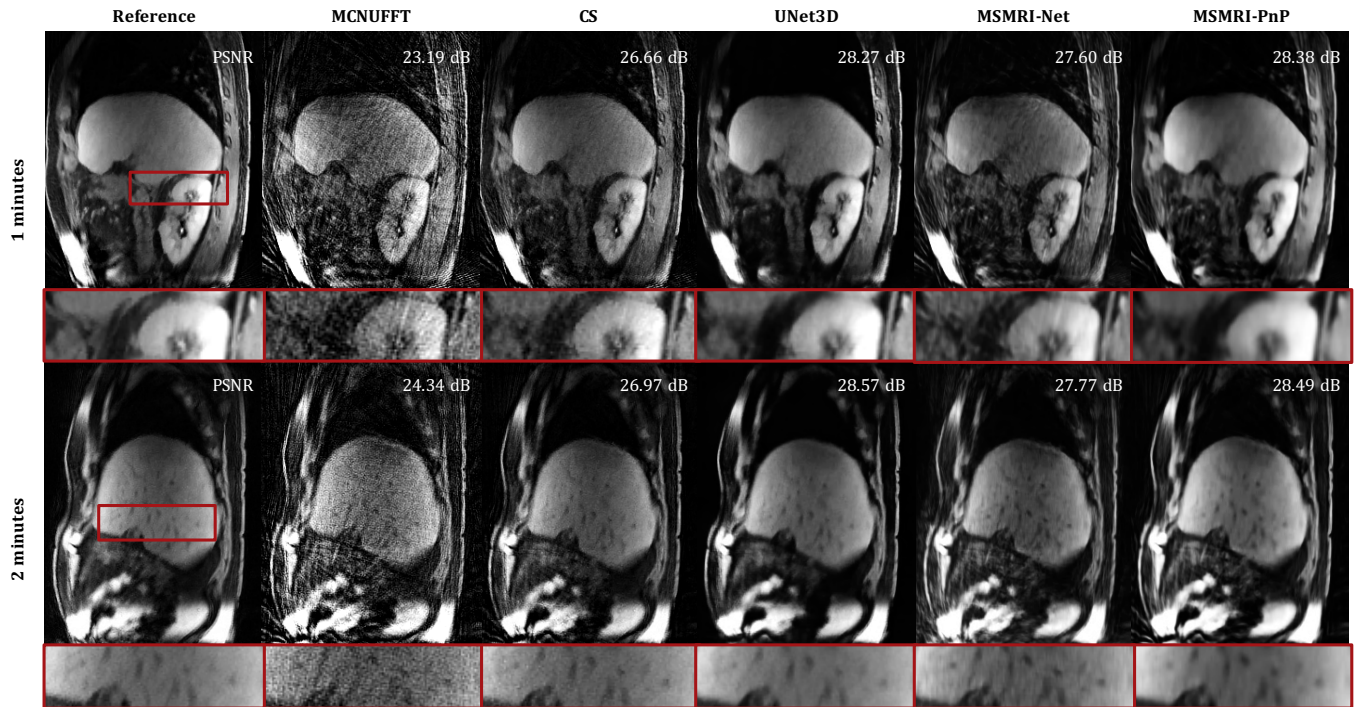 Reference MCNUFFT CS UNet3D MSMRI-Net MSMRI-PnP
PSNR 23.19 dB 26.66 dB 28.27 dB 27.60 dB 28.38 dB
1 minutes
PSNR 24.34 dB 26.97 dB 28.57 dB 27.77 dB 28.49 dB
2 minutes